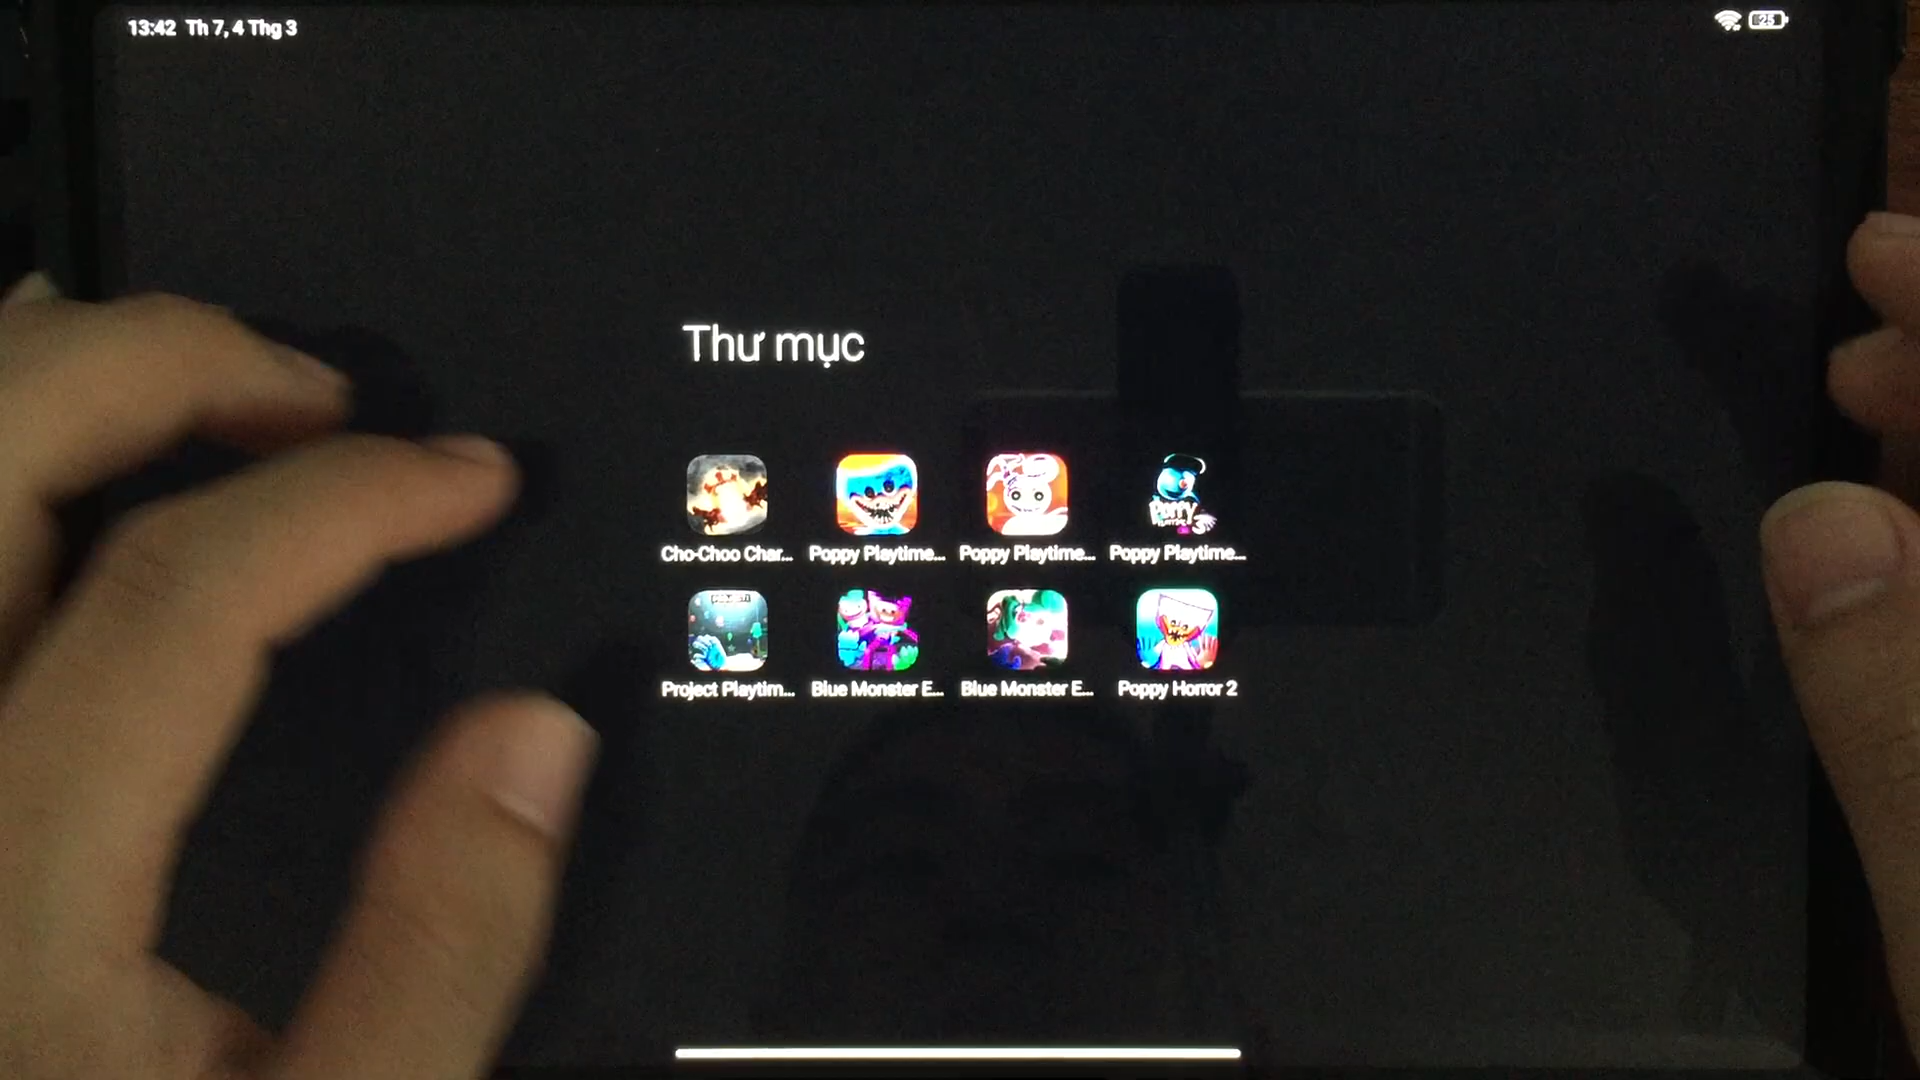 13:42 Th 7, 4 Thg 3
25
Thư mục
Cho-Choo Char... Poppy Playtime... Poppy Playtime... Poppy Playtime...
Project Playtim... Blue Monster E... Blue Monster E... Poppy Horror 2